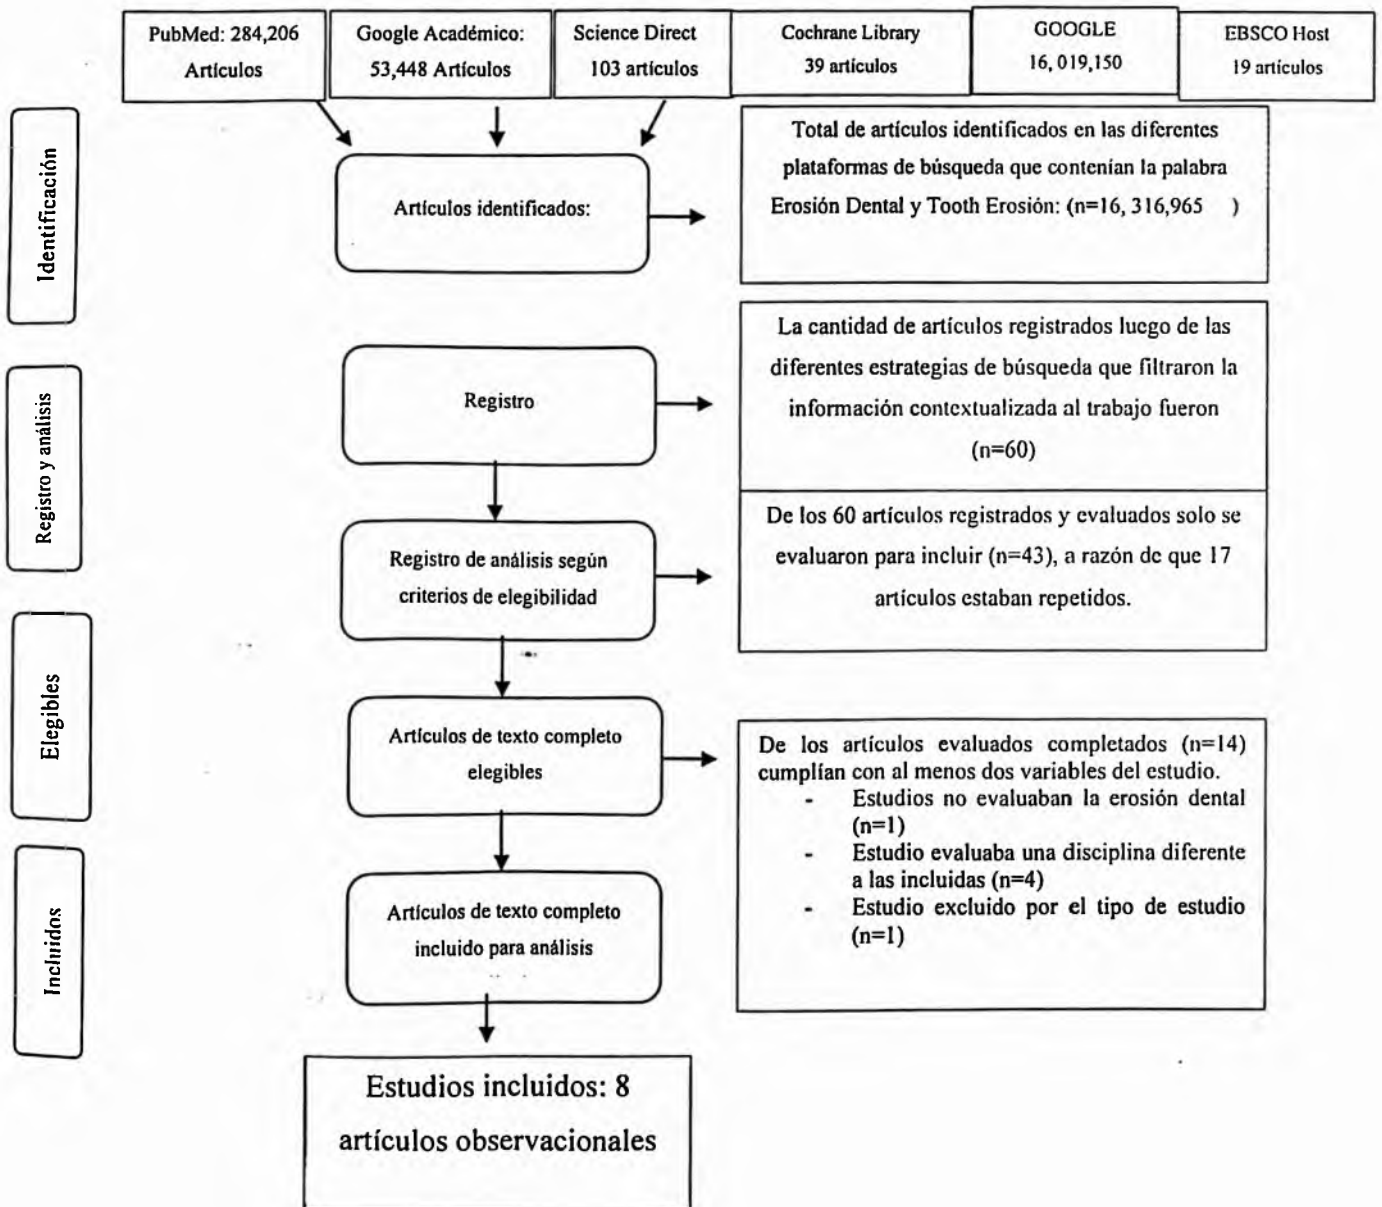 PubMed: 284,206
Artículos
Google Académico:
53,448 Artículos
Science Direct
103 artículos
Cochrane Library
39 artículos
GOOGLE
16, 019,150
EBSCO Host
19 artículos
Identificación
Artículos identificados:
Total de artículos identificados en las diferentes
plataformas de búsqueda que contenían la palabra
Erosión Dental y Tooth Erosión: (n=16, 316,965 )
Registro y análisis
Registro
La cantidad de artículos registrados luego de las
diferentes estrategias de búsqueda que filtraron la
información contextualizada al trabajo fueron
(n=60)
Registro de análisis según
criterios de elegibilidad
De los 60 artículos registrados y evaluados solo se
evaluaron para incluir (n=43), a razón de que 17
artículos estaban repetidos.
Elegibles
Artículos de texto completo
elegibles
De los artículos evaluados completados (n=14)
cumplían con al menos dos variables del estudio.
- Estudios no evaluaban la erosión dental
(n=1)
- Estudio evaluaba una disciplina diferente
a las incluidas (n=4)
- Estudio excluido por el tipo de estudio
(n=1)
Incluidos
Artículos de texto completo
incluido para análisis
Estudios incluidos: 8
artículos observacionales